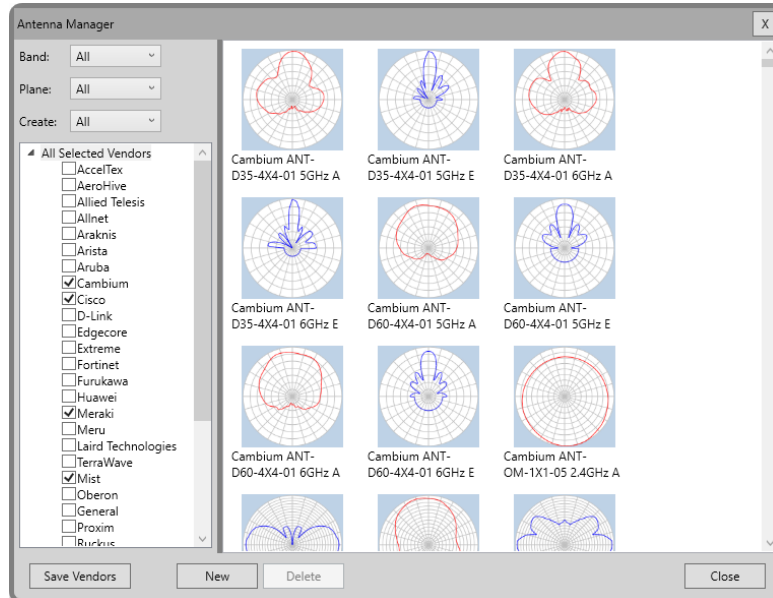 Antenna Manager
X
Band:
All
Plane:
All
Create:
All
All Selected Vendors
AccelTex
AeroHive
Allied Telesis
Allnet
Araknis
Arista
Aruba
Cambium
Cisco
D-Link
Edgecore
Extreme
Fortinet
Furukawa
Huawei
Meraki
Meru
Laird Technologies
TerraWave
Mist
Oberon
General
Proxim
Ruckus
Cambium ANT-
D35-4X4-01 5GHz A
Cambium ANT-
D35-4X4-01 5GHz E
Cambium ANT-
D35-4X4-01 6GHz A
Cambium ANT-
D35-4X4-01 6GHz E
Cambium ANT-
D60-4X4-01 5GHz A
Cambium ANT-
D60-4X4-01 5GHz E
Cambium ANT-
D60-4X4-01 6GHz A
Cambium ANT-
D60-4X4-01 6GHz E
Cambium ANT-
OM-1X1-05 2.4GHz A
Save Vendors
New
Delete
Close